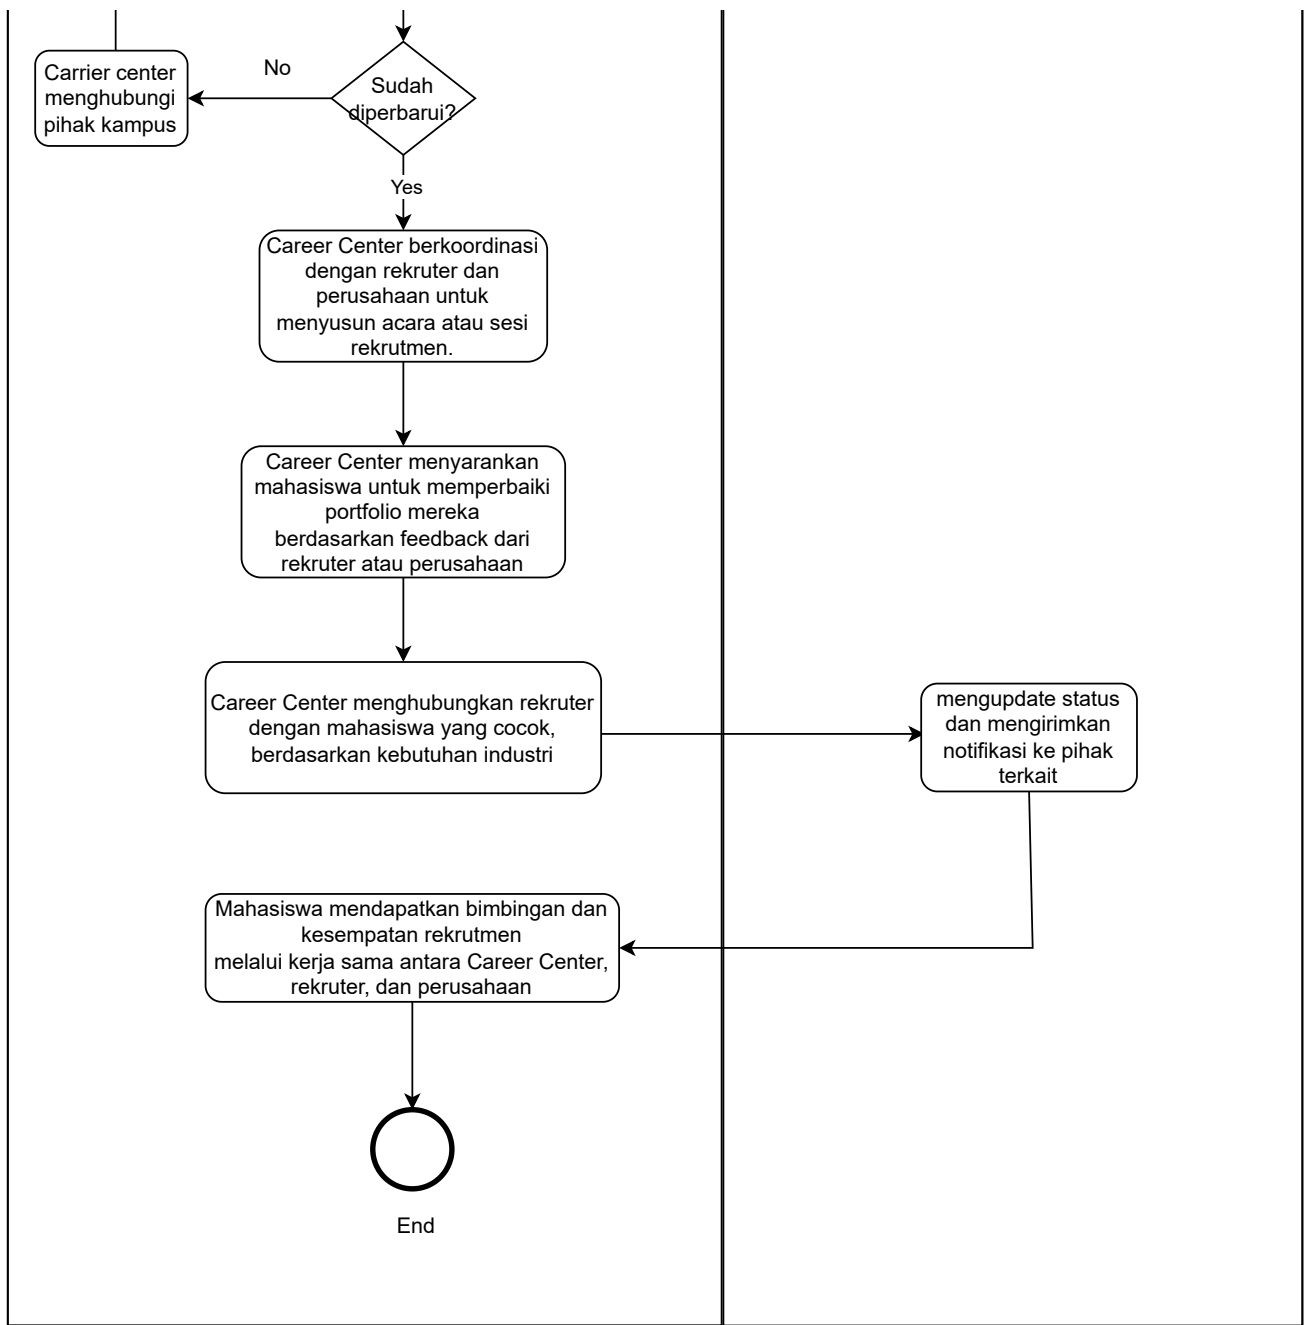 No
Carrier center
menghubungi
pihak kampus
Sudah
diperbarui?
Yes
Career Center berkoordinasi
dengan rekruter dan
perusahaan untuk
menyusun acara atau sesi
rekrutmen.
Career Center menyarankan
mahasiswa untuk memperbaiki
portfolio mereka
berdasarkan feedback dari
rekruter atau perusahaan
Career Center menghubungkan rekruter
dengan mahasiswa yang cocok,
berdasarkan kebutuhan industri
mengupdate status
dan mengirimkan
notifikasi ke pihak
terkait
Mahasiswa mendapatkan bimbingan dan
kesempatan rekrutmen
melalui kerja sama antara Career Center,
rekruter, dan perusahaan
End